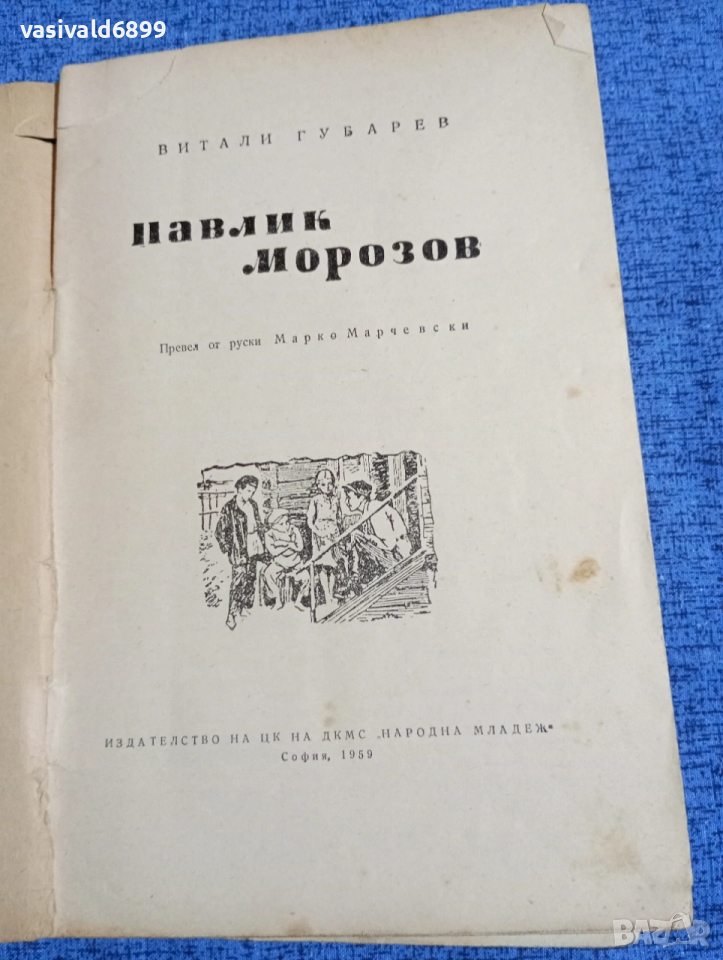 vasivald6899
ВИТАЛИ ГУБАРЕВ
павлик
морозов
Превел от руски Марко Марчевски
ИЗДАТЕЛСТВО НА ЦК НА ДКМС „НАРОДНА МЛАДЕЖ“
София, 1959
BAZAR